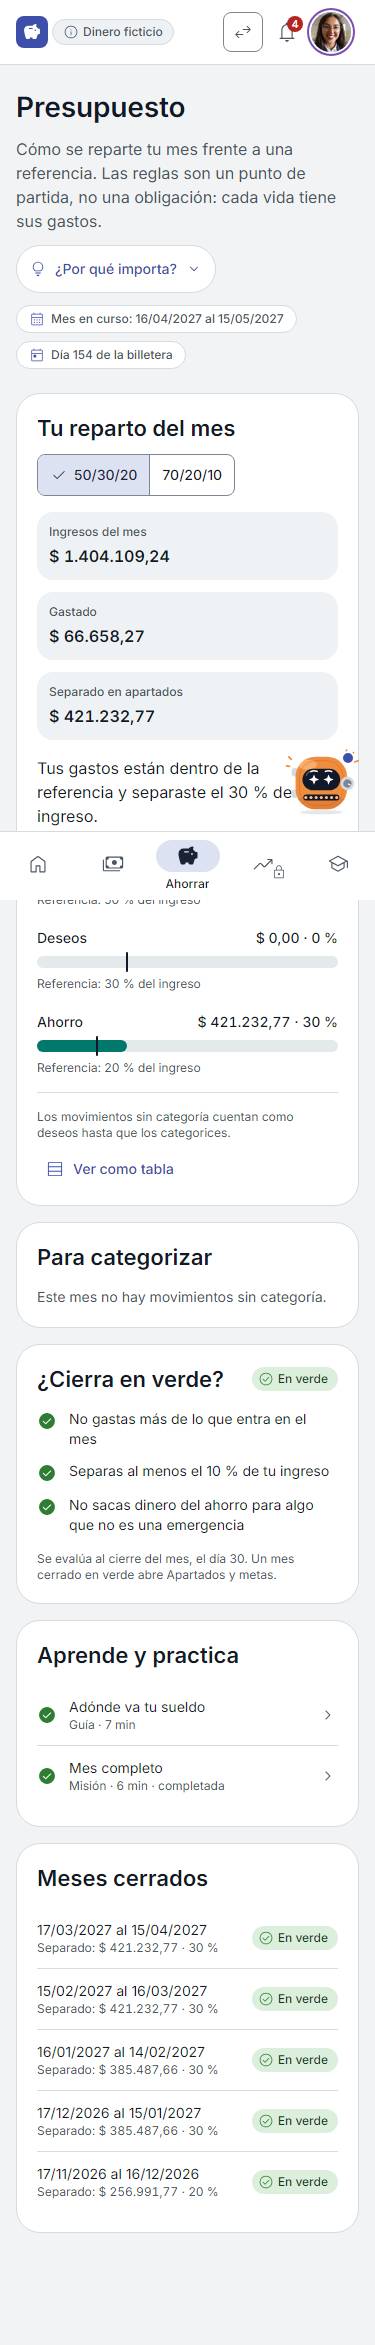 Dinero ficticio
4
Presupuesto
Cómo se reparte tu mes frente a una
referencia. Las reglas son un punto de
partida, no una obligación: cada vida tiene
sus gastos.
¿Por qué importa?
Mes en curso: 16/04/2027 al 15/05/2027
Día 154 de la billetera
Tu reparto del mes
50/30/20
70/20/10
Ingresos del mes
$ 1.404.109,24
Gastado
$ 66.658,27
Separado en apartados
$ 421.232,77
Tus gastos están dentro de la
referencia y separaste el 30 % de
ingreso.
Ahorrar
Referencia: 50 % del ingreso
Deseos
$ 0,00 · 0 %
Referencia: 30 % del ingreso
Ahorro
$ 421.232,77 · 30 %
Referencia: 20 % del ingreso
Los movimientos sin categoría cuentan como
deseos hasta que los categorices.
Ver como tabla
Para categorizar
Este mes no hay movimientos sin categoría.
¿Cierra en verde?
En verde
No gastas más de lo que entra en el
mes
Separas al menos el 10 % de tu ingreso
No sacas dinero del ahorro para algo
que no es una emergencia
Se evalúa al cierre del mes, el día 30. Un mes
cerrado en verde abre Apartados y metas.
Aprende y practica
Adónde va tu sueldo
Guía · 7 min
Mes completo
Misión · 6 min · completada
Meses cerrados
17/03/2027 al 15/04/2027
Separado: $ 421.232,77 · 30 %
En verde
15/02/2027 al 16/03/2027
Separado: $ 421.232,77 · 30 %
En verde
16/01/2027 al 14/02/2027
Separado: $ 385.487,66 · 30 %
En verde
17/12/2026 al 15/01/2027
Separado: $ 385.487,66 · 30 %
En verde
17/11/2026 al 16/12/2026
Separado: $ 256.991,77 · 20 %
En verde